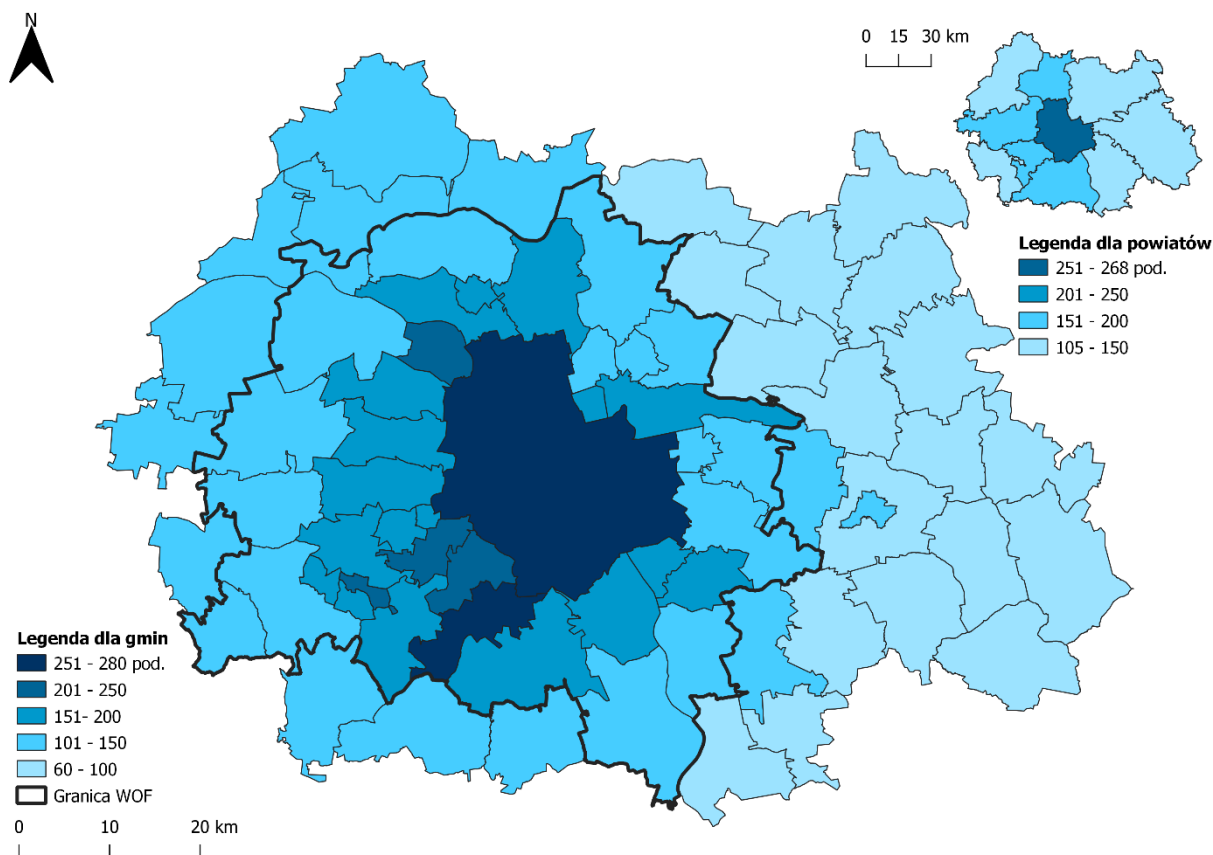 N
0 15 30 km
Legenda dla powiatów
251 - 268 pod.
201 - 250
151 - 200
105 - 150
Legenda dla gmin
251 - 280 pod.
201 - 250
151- 200
101 - 150
60 - 100
Granica WOF
0 10 20 km